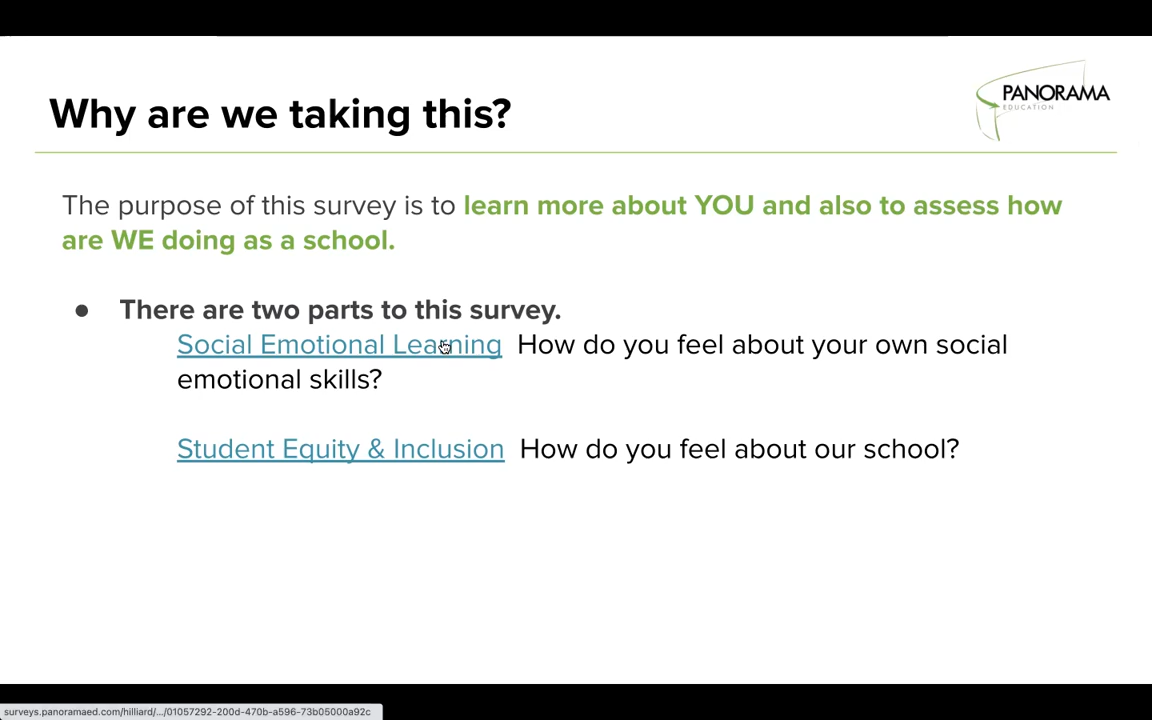 Why are we taking this?
PANORAMA
EDUCATION
The purpose of this survey is to learn more about YOU and also to assess how
are WE doing as a school.
● There are two parts to this survey.
Social Emotional Learning How do you feel about your own social
emotional skills?
Student Equity & Inclusion How do you feel about our school?
surveys.panoramaed.com/hilliard/.../01057292-200d-470b-a596-73b05000a92c